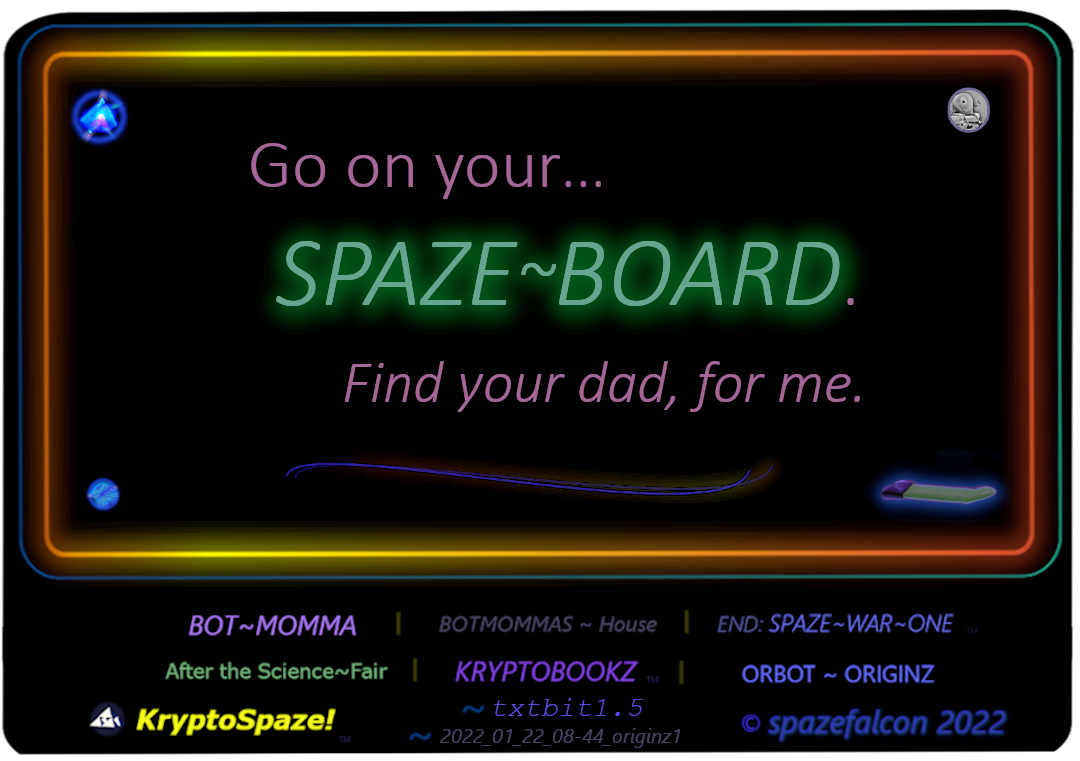 Go on your...
SPAZE~BOARD.
Find your dad, for me.
BOT~MOMMA | BOTMOMMAS ~ House | END: SPAZE~WAR~ONE TM
After the Science~Fair | KRYPTOBOOKZ TM | ORBOT ~ ORIGINZ
KryptoSpaze! TM ~ txtbit1.5 © spazefalcon 2022
~ 2022_01_22_08-44_originz1